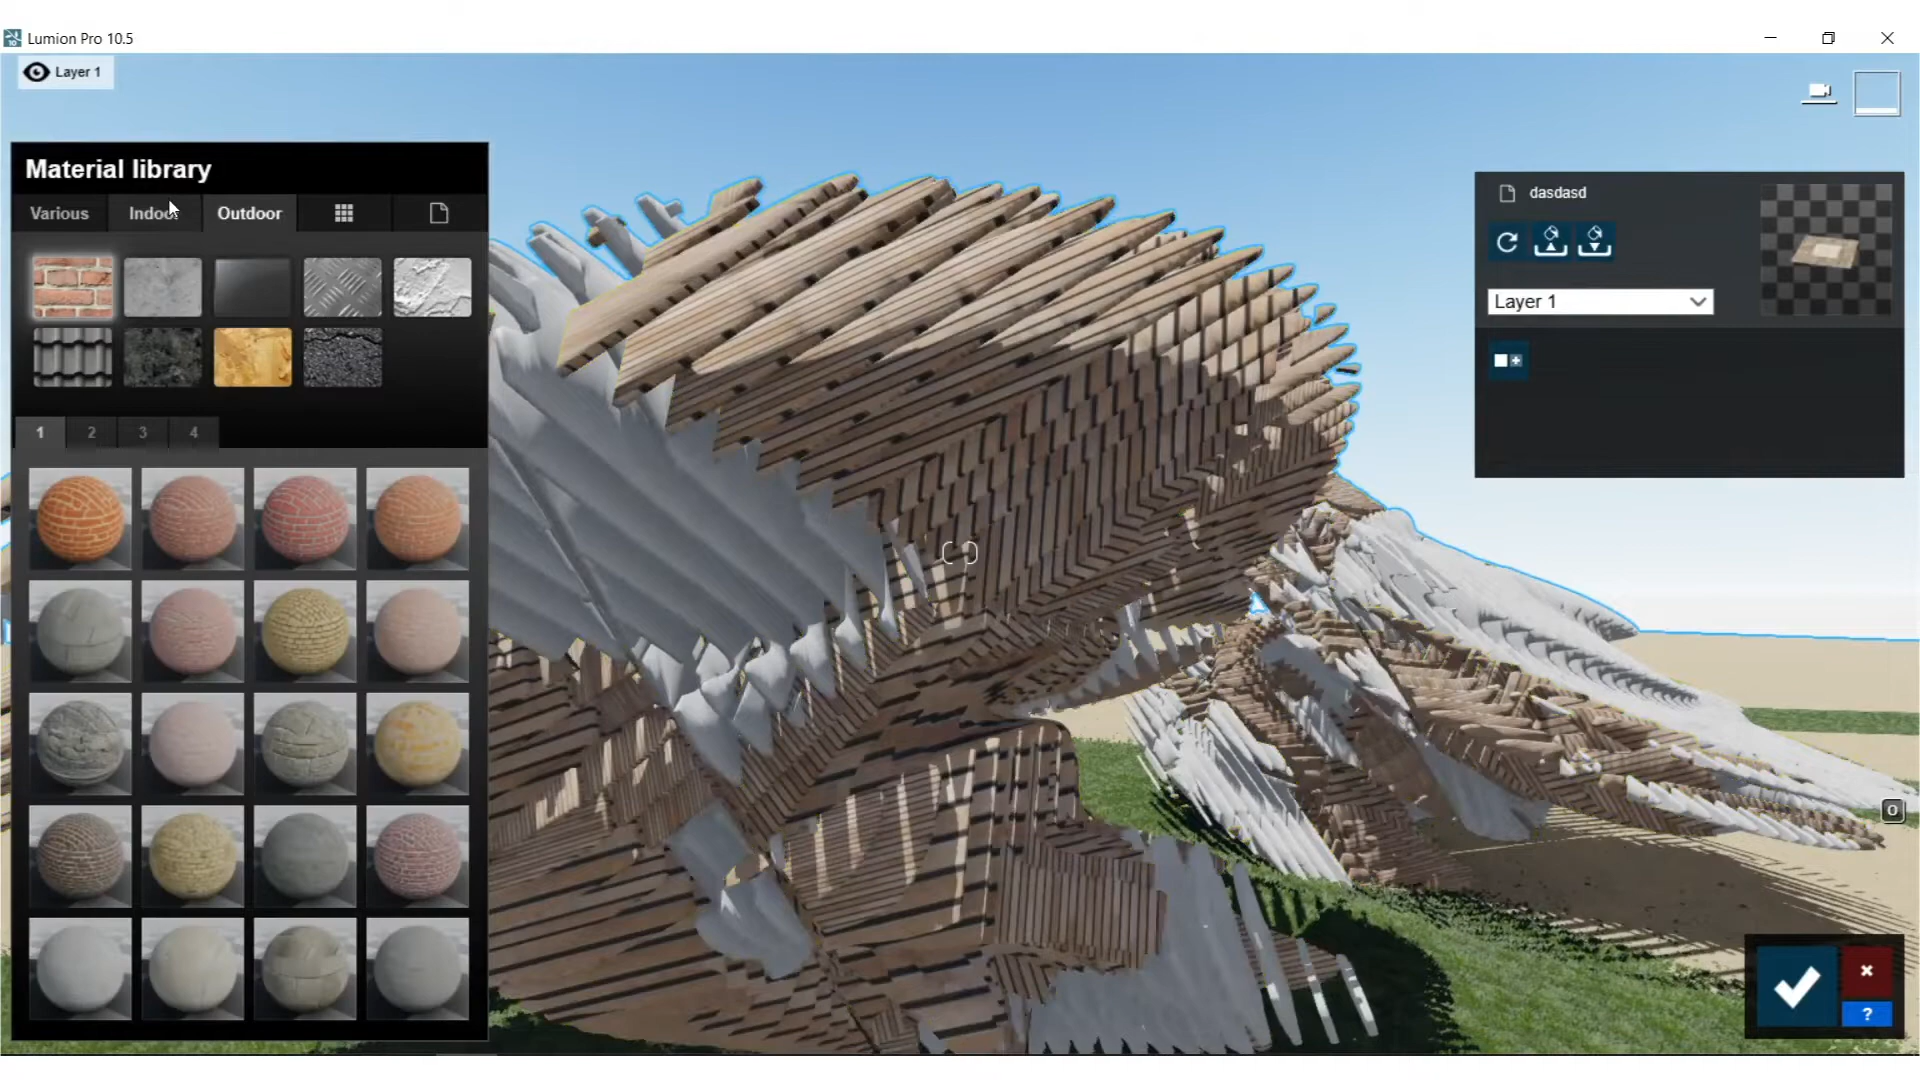 Lumion Pro 10.5
Layer 1
Material library
Various
Indoor
Outdoor
1
2
3
4
dasdasd
Layer 1
O
?